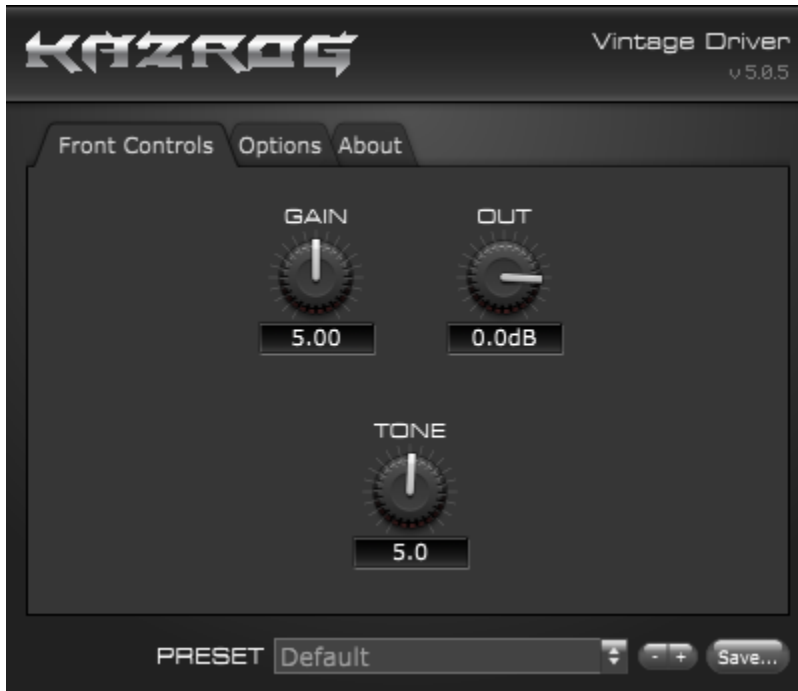 KAZROG
Vintage Driver
v 5.0.5
Front Controls Options About
GAIN OUT
5.00 0.0dB
TONE
5.0
PRESET Default - + Save...